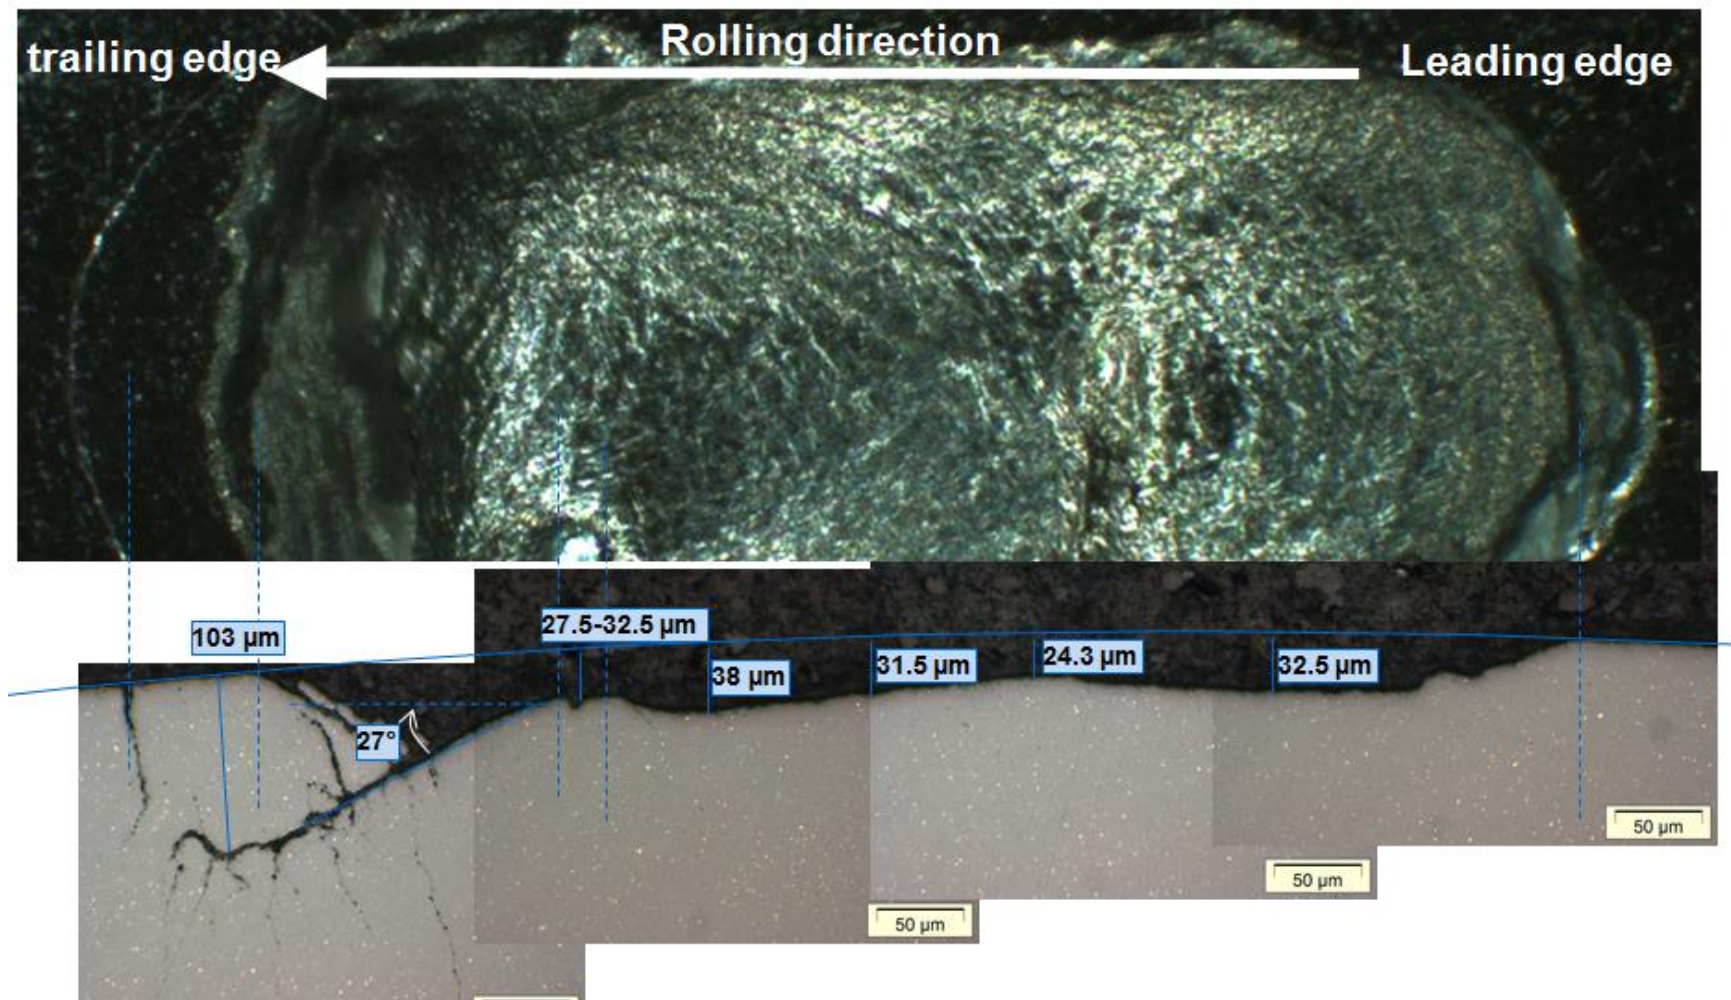 Rolling direction
trailing edge
Leading edge
103 µm
27.5-32.5 µm
38 µm
31.5 µm
24.3 µm
32.5 µm
27°
50 µm
50 µm
50 µm